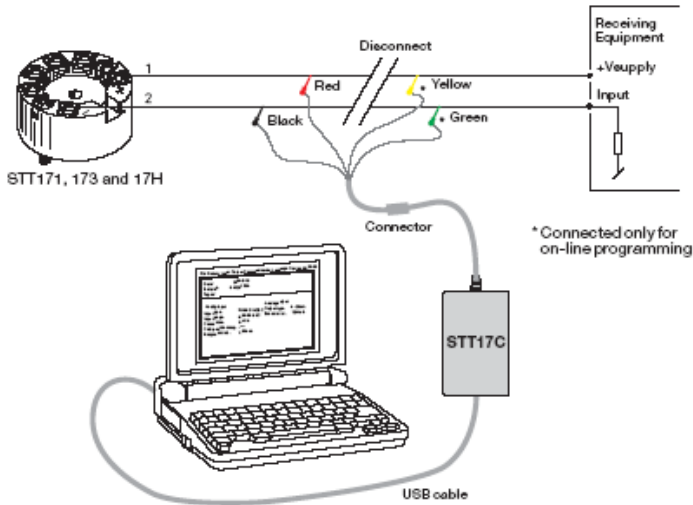 Receiving
Equipment
Disconnect
1
+Vsupply
Red
* Yellow
2
Input
Black
* Green
STT171, 173 and 17H
Connector
* Connected only for
on-line programming
STT17C
USB cable